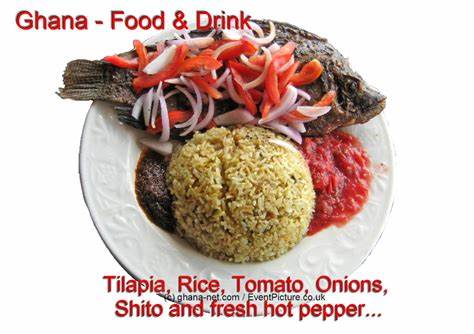 Ghana - Food & Drink
Tilapia, Rice, Tomato, Onions,
(c) ghana-net.com / EventPicture.co.uk
Shito and fresh hot pepper...